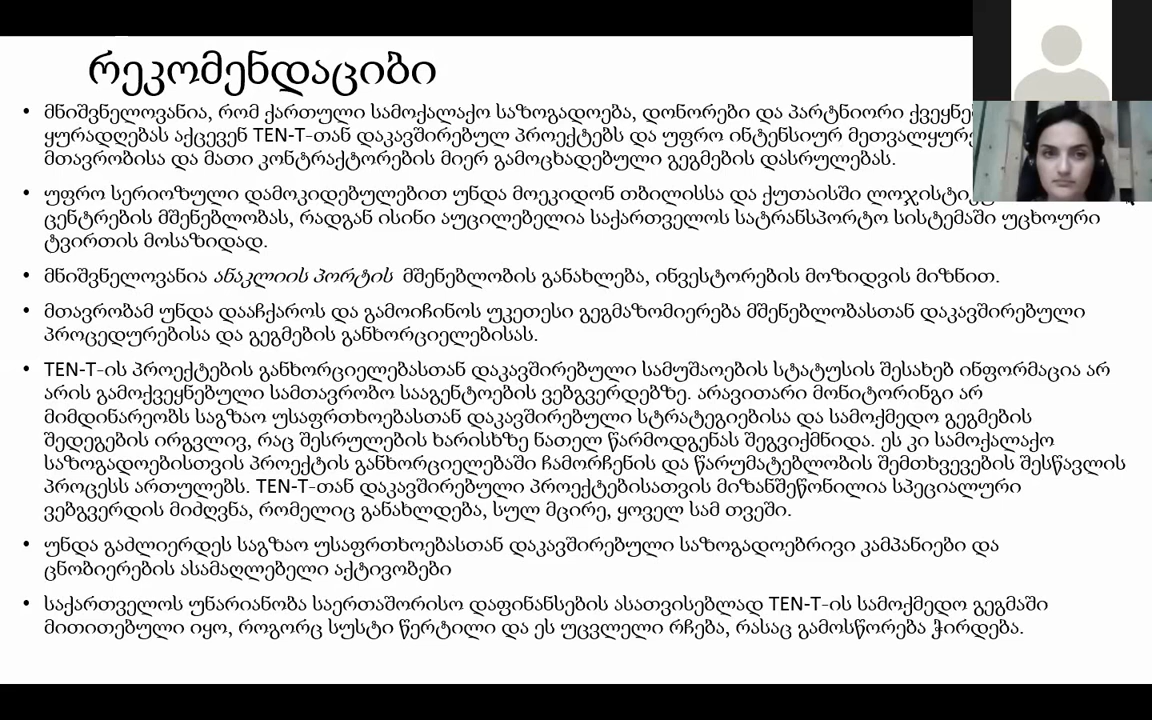 რეკომენდაციბი
• მნიშვნელოვანია, რომ ქართული სამოქალაქო საზოგადოება, დონორები და პარტნიორი
ყურადღებას აქცევენ TEN-T-თან დაკავშირებულ პროექტებს და უფრო ინტენსიურ
მთავრობისა და მათი კონტრაქტორების მიერ გამოცხადებული გეგმების დასრულებას.
• უფრო სერიოზული დამოკიდებულებით უნდა მოეკიდონ თბილისსა და ქუთაისში
ცენტრების მშენებლობას, რადგან ისინი აუცილებელია საქართველოს სატრანსპორტო სისტემაში უცხოური
ტვირთის მოსაზიდად.
• მნიშვნელოვანია ანაკლიის პორტის მშენებლობის განახლება, ინვესტორების მოზიდვის მიზნით.
• მთავრობამ უნდა დააჩქაროს და გამოიჩინოს უკეთესი გეგმაზომიერება მშენებლობასთან დაკავშირებული
პროცედურებისა და გეგმების განხორციელებისას.
• TEN-T-ის პროექტების განხორციელებასთან დაკავშირებული სამუშაოების სტატუსის შესახებ ინფორმაცია არ
არის გამოქვეყნებული სამთავრობო სააგენტოების ვებგვერდებზე. არავითარი მონიტორინგი არ
მიმდინარეობს საგზაო უსაფრთხოებასთან დაკავშირებული სტრატეგიებისა და სამოქმედო გეგმების
შედეგების ირგვლივ, რაც შესრულების ხარისხზე ნათელ წარმოდგენას შეგვიქმნიდა. ეს კი სამოქალაქო
საზოგადოებისთვის პროექტის განხორციელებაში ჩამორჩენის და წარუმატებლობის შემთხვევების შესწავლის
პროცესს ართულებს. TEN-T-თან დაკავშირებული პროექტებისათვის მიზანშეწონილია სპეციალური
ვებგვერდის მიძღვნა, რომელიც განახლდება, სულ მცირე, ყოველ სამ თვეში.
• უნდა გაძლიერდეს საგზაო უსაფრთხოებასთან დაკავშირებული საზოგადოებრივი კამპანიები და
ცნობიერების ასამაღლებელი აქტივობები
• საქართველოს უნარიანობა საერთაშორისო დაფინანსების ასათვისებლად TEN-T-ის სამოქმედო გეგმაში
მითითებული იყო, როგორც სუსტი წერტილი და ეს უცვლელი რჩება, რასაც გამოსწორება ჭირდება.